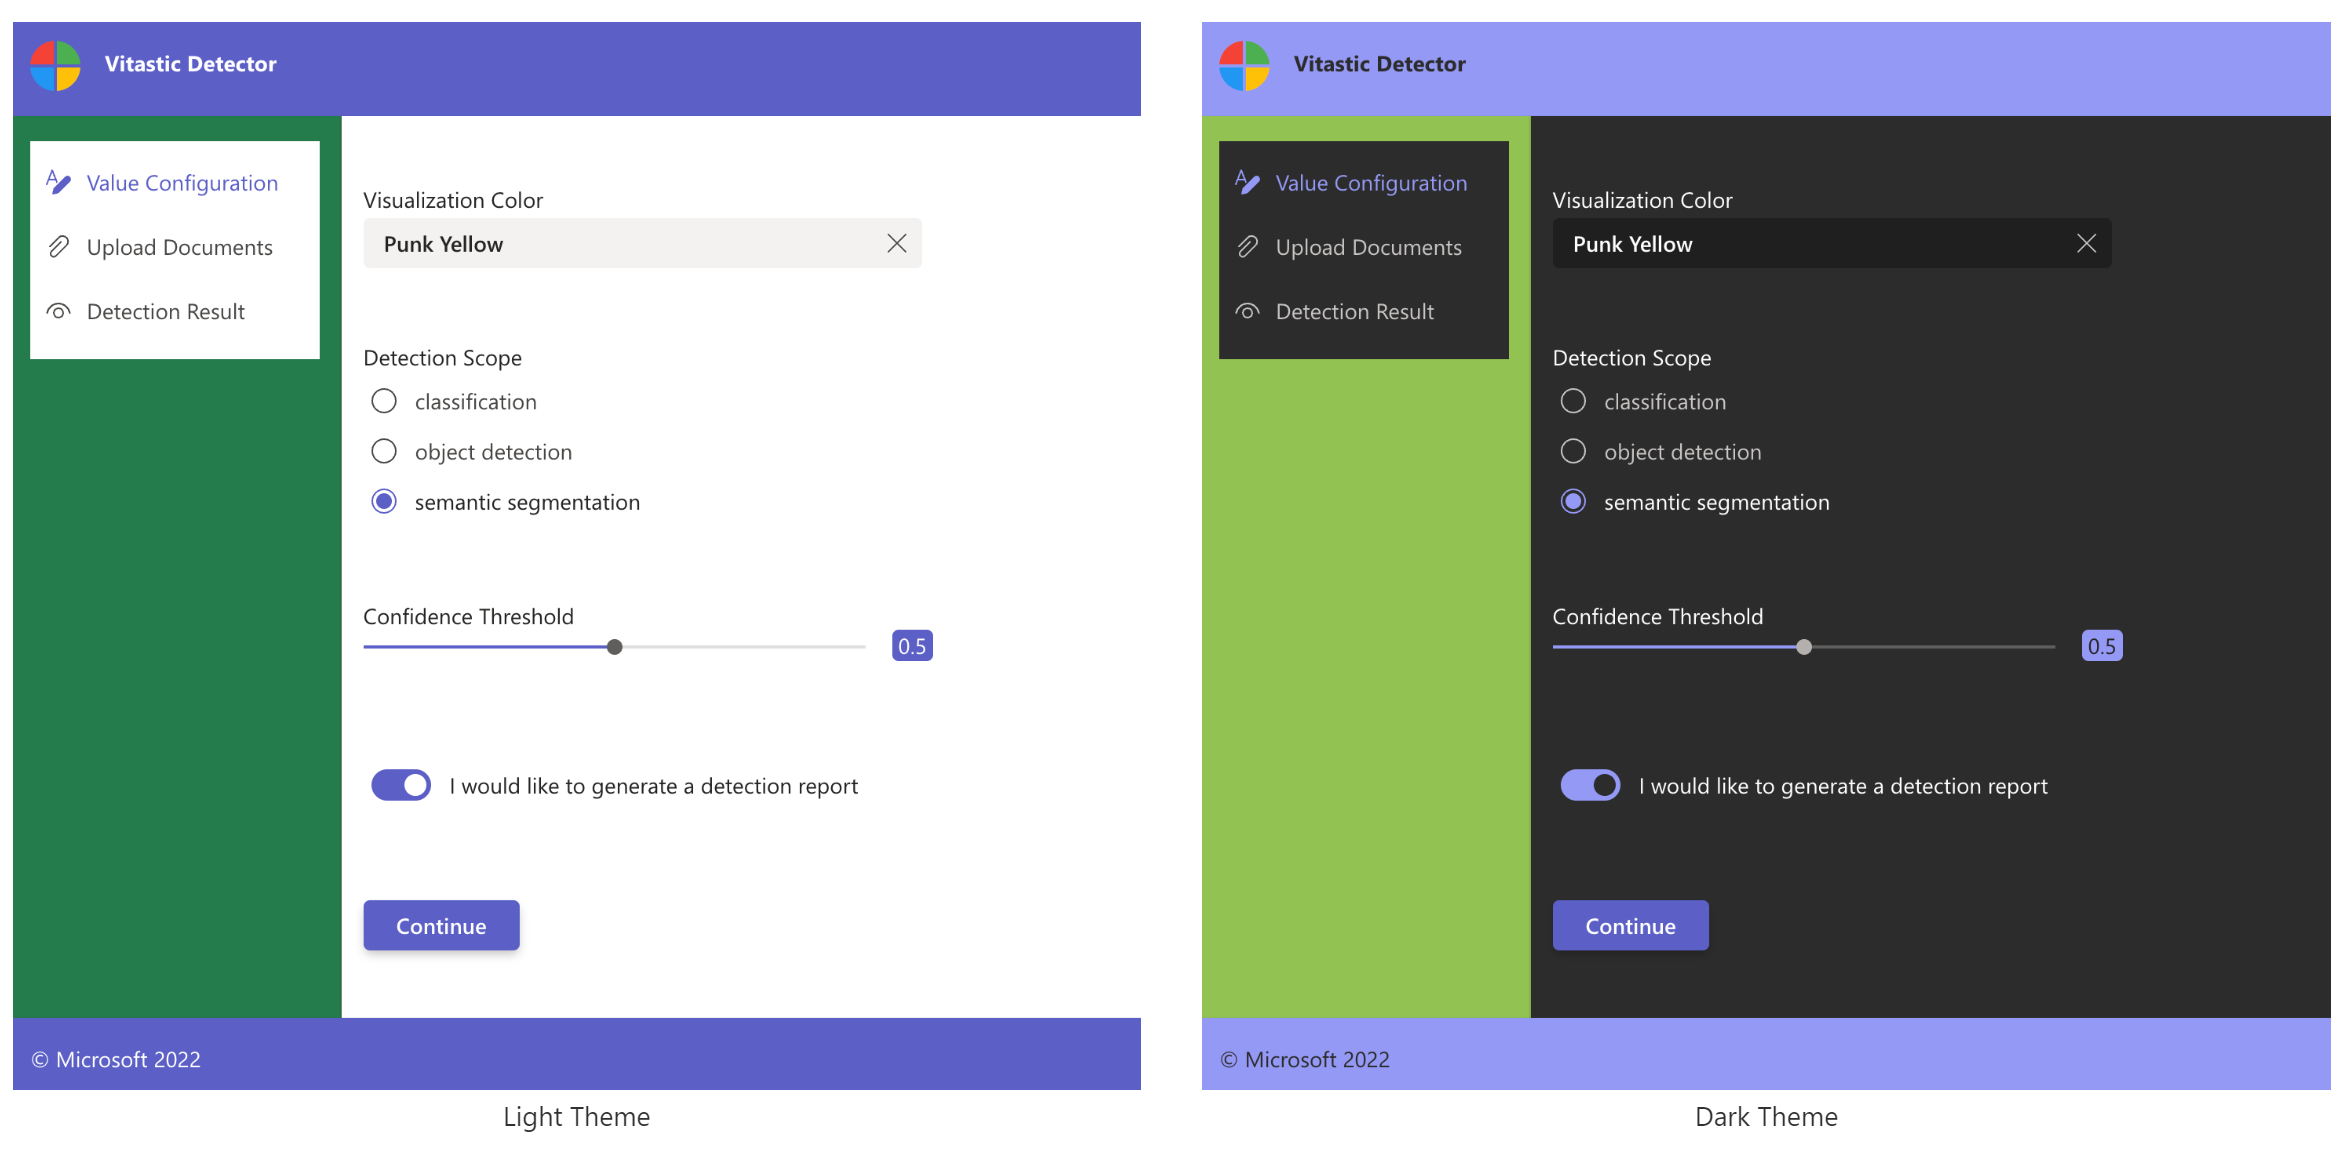 Vitastic Detector
Value Configuration
Upload Documents
Detection Result
Visualization Color
Punk Yellow
Detection Scope
classification
object detection
semantic segmentation
Confidence Threshold
0.5
I would like to generate a detection report
Continue
© Microsoft 2022
Light Theme
Vitastic Detector
Value Configuration
Upload Documents
Detection Result
Visualization Color
Punk Yellow
Detection Scope
classification
object detection
semantic segmentation
Confidence Threshold
0.5
I would like to generate a detection report
Continue
© Microsoft 2022
Dark Theme